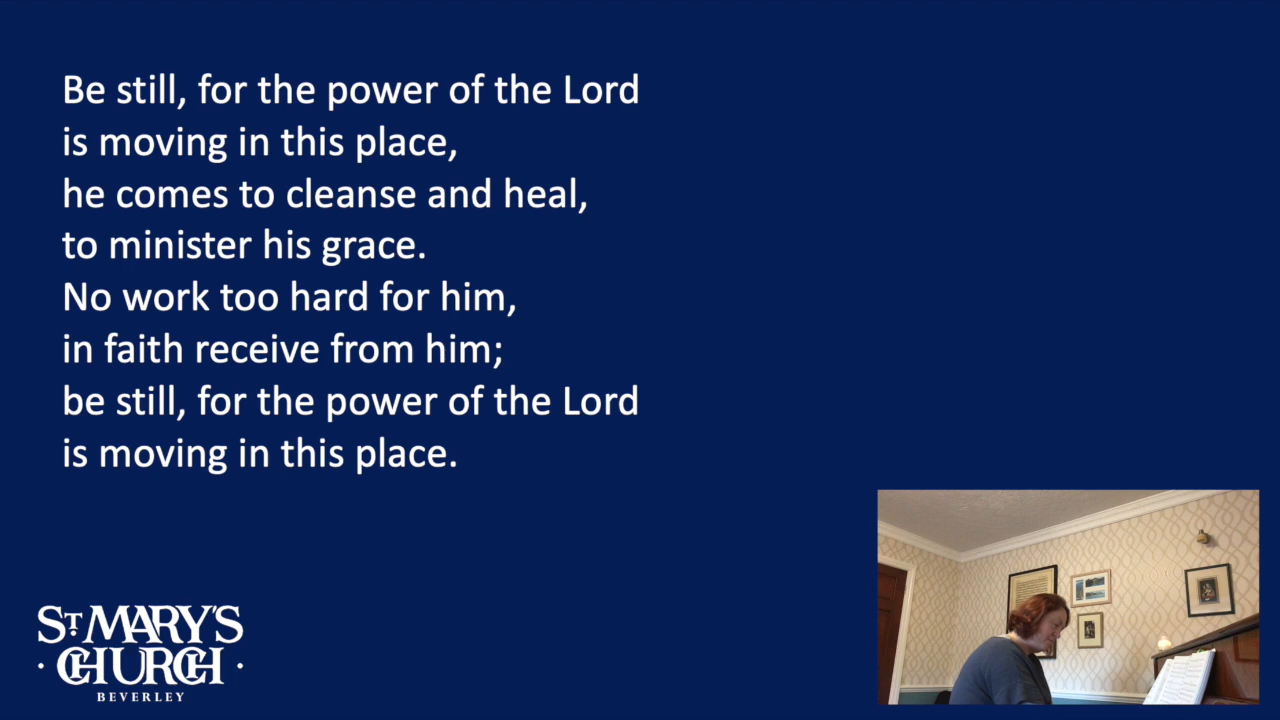 Be still, for the power of the Lord
is moving in this place,
he comes to cleanse and heal,
to minister his grace.
No work too hard for him,
in faith receive from him;
be still, for the power of the Lord
is moving in this place.
ST MARY'S
· CHURCH ·
BEVERLEY